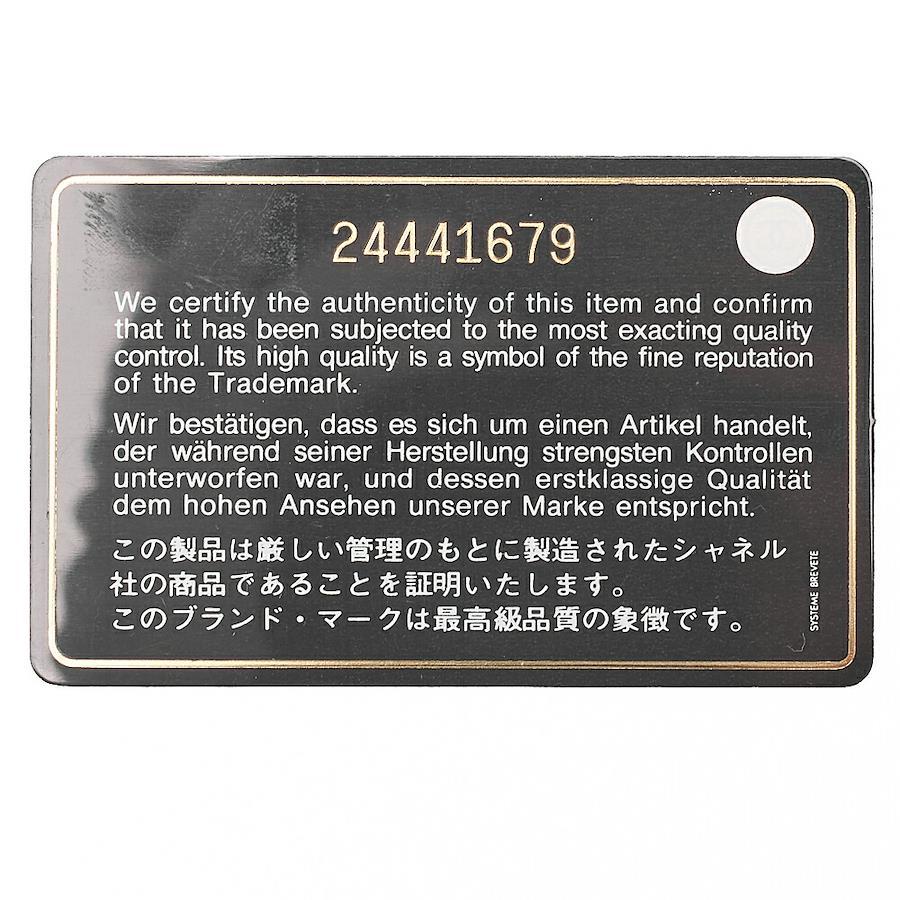 24441679
We certify the authenticity of this item and confirm
that it has been subjected to the most exacting quality
control. Its high quality is a symbol of the fine reputation
of the Trademark.
Wir bestätigen, dass es sich um einen Artikel handelt,
der während seiner Herstellung strengsten Kontrollen
unterworfen war, und dessen erstklassige Qualität
dem hohen Ansehen unserer Marke entspricht.
この製品は厳しい管理のもとに製造されたシャネル
社の商品であることを証明いたします。
このブランド・マークは最高級品質の象徴です。
SYSTEME BREVETE